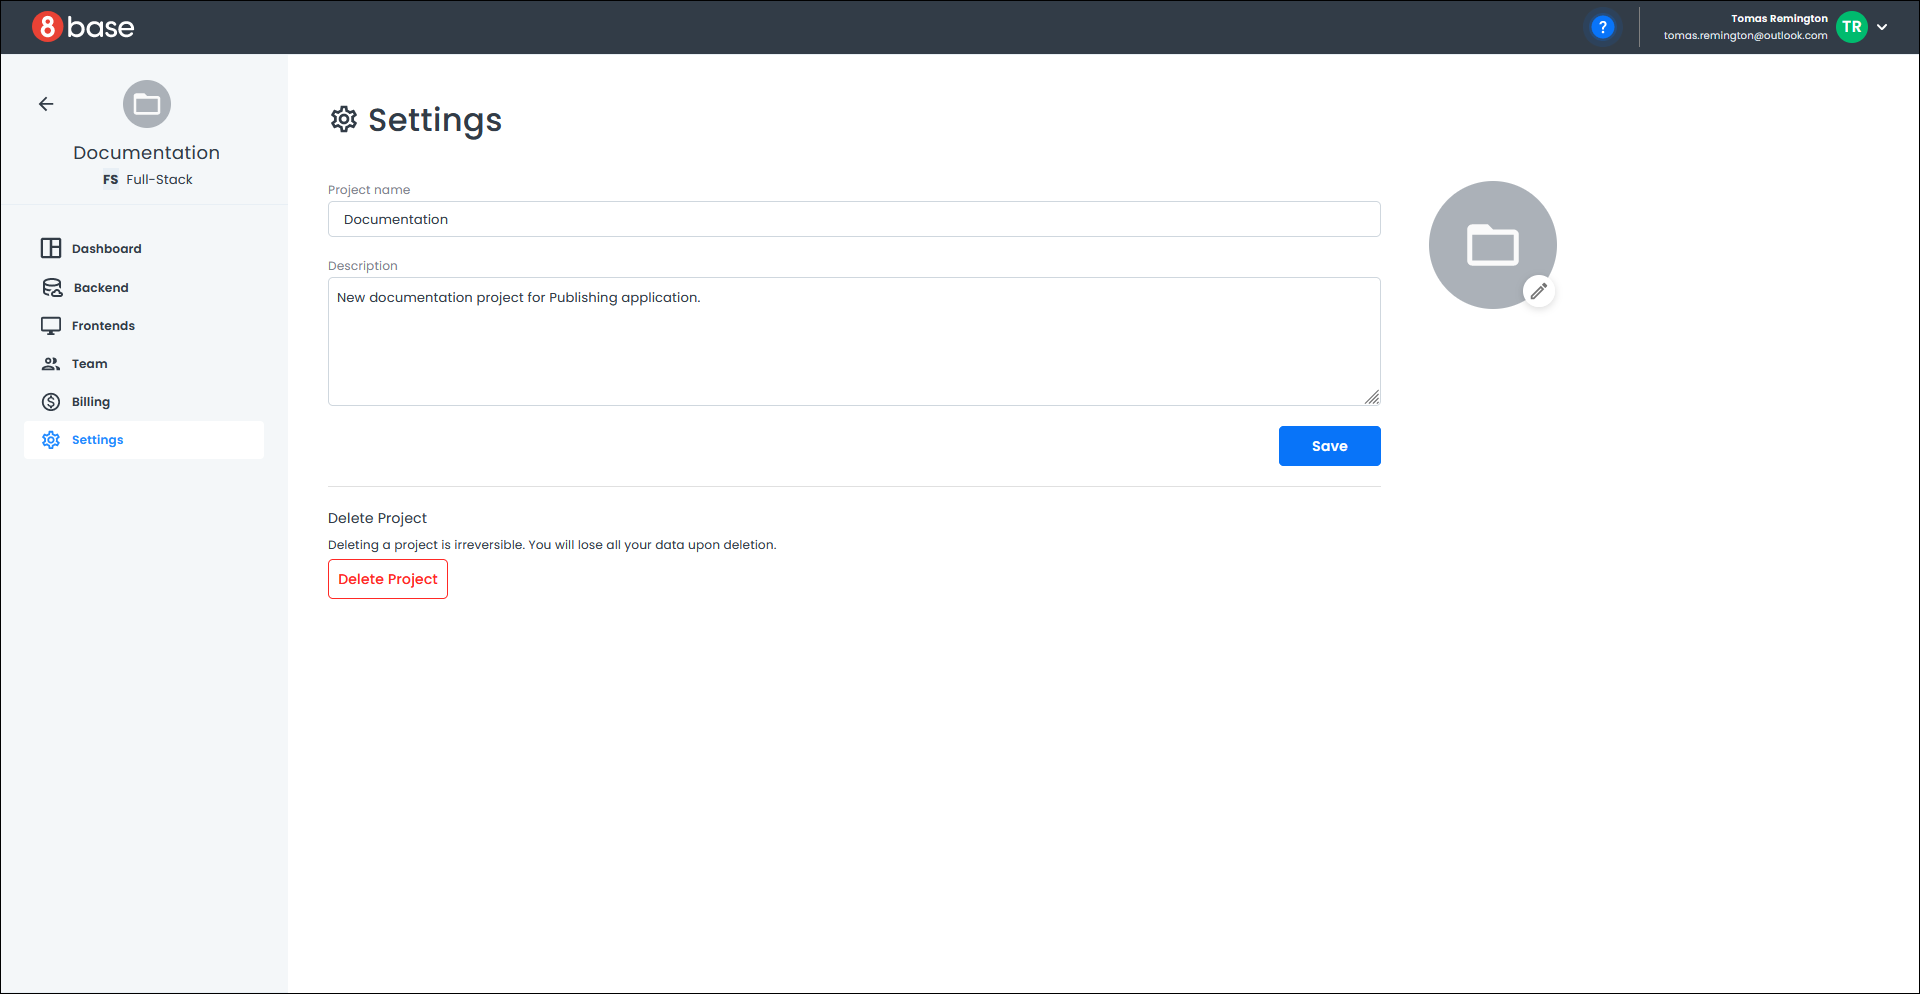 8base
?
Tomas Remington
tomas.remington@outlook.com
TR
Documentation
FS Full-Stack
Dashboard
Backend
Frontends
Team
Billing
Settings
Settings
Project name
Documentation
Description
New documentation project for Publishing application.
Save
Delete Project
Deleting a project is irreversible. You will lose all your data upon deletion.
Delete Project